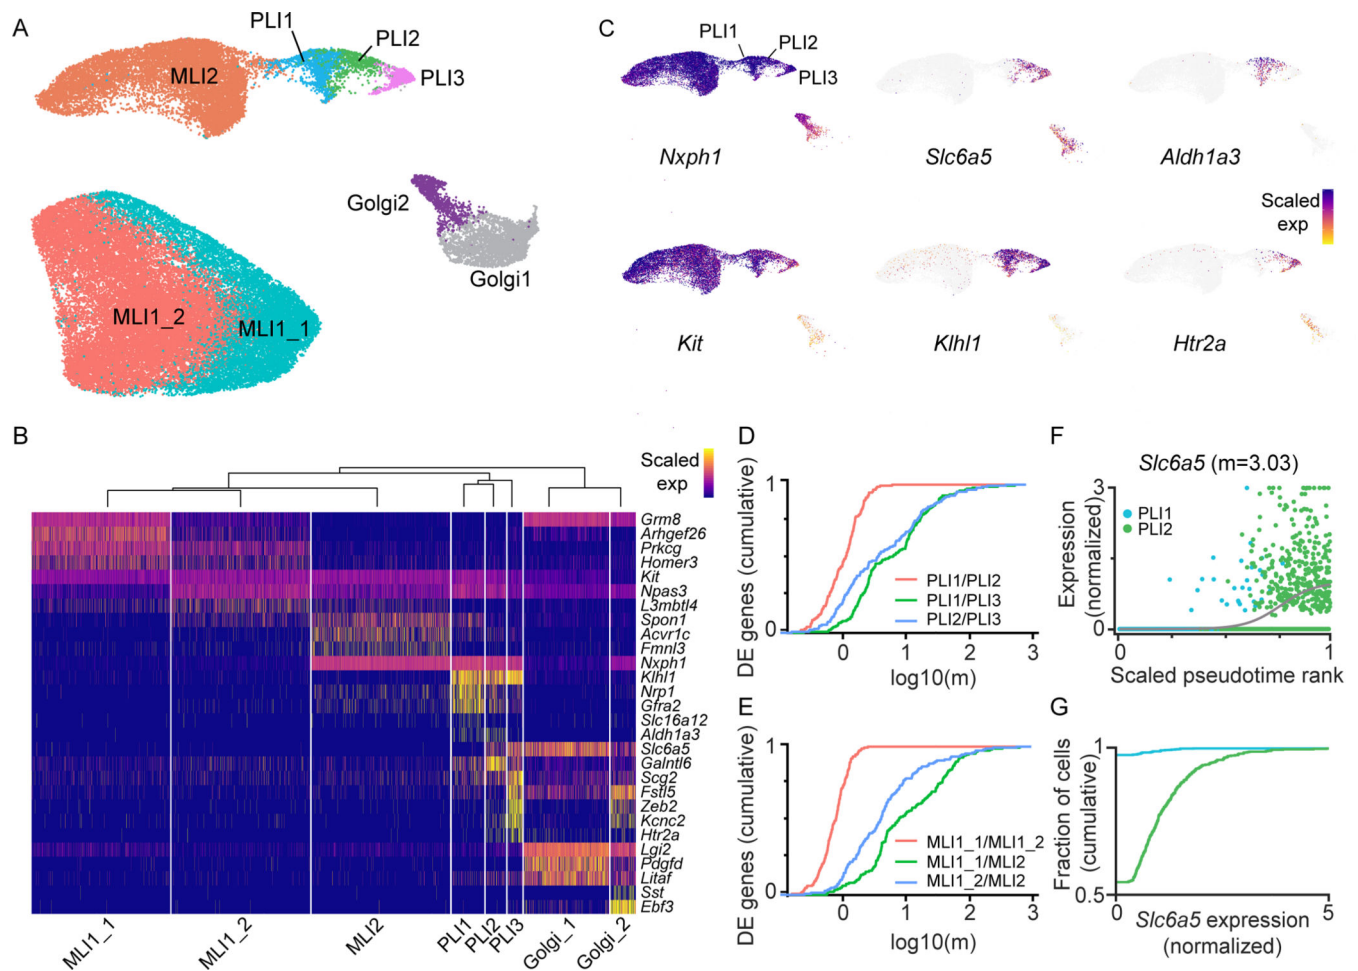 A
PLI1
PLI2
MLI2
PLI3
Golgi2
Golgi1
MLI1_2
MLI1_1
C
PLI1
PLI2
PLI3
Nxph1
Slc6a5
Aldh1a3
Scaled
exp
Kit
Klhl1
Htr2a
B
Scaled
exp
Grm8
Arhgef26
Prkcg
Homer3
Kit
Npas3
L3mbtl4
Spon1
Acvr1c
Fmnl3
Nxph1
Klhl1
Nrp1
Gfra2
Slc16a12
Aldh1a3
Slc6a5
Galntl6
Scg2
Fstl5
Zeb2
Kcnc2
Htr2a
Lgi2
Pdgfd
Litaf
Sst
Ebf3
MLI1_1
MLI1_2
MLI2
PLI1
PLI2
PLI3
Golgi_1
Golgi_2
D
DE genes (cumulative)
1
0
PLI1/PLI2
PLI1/PLI3
PLI2/PLI3
0 1 2 3
log10(m)
E
DE genes (cumulative)
1
0
MLI1_1/MLI1_2
MLI1_1/MLI2
MLI1_2/MLI2
0 1 2 3
log10(m)
F
Slc6a5 (m=3.03)
Expression
(normalized)
3
0
PLI1
PLI2
0 1
Scaled pseudotime rank
G
Fraction of cells
(cumulative)
1
0.5
0 5
Slc6a5 expression
(normalized)